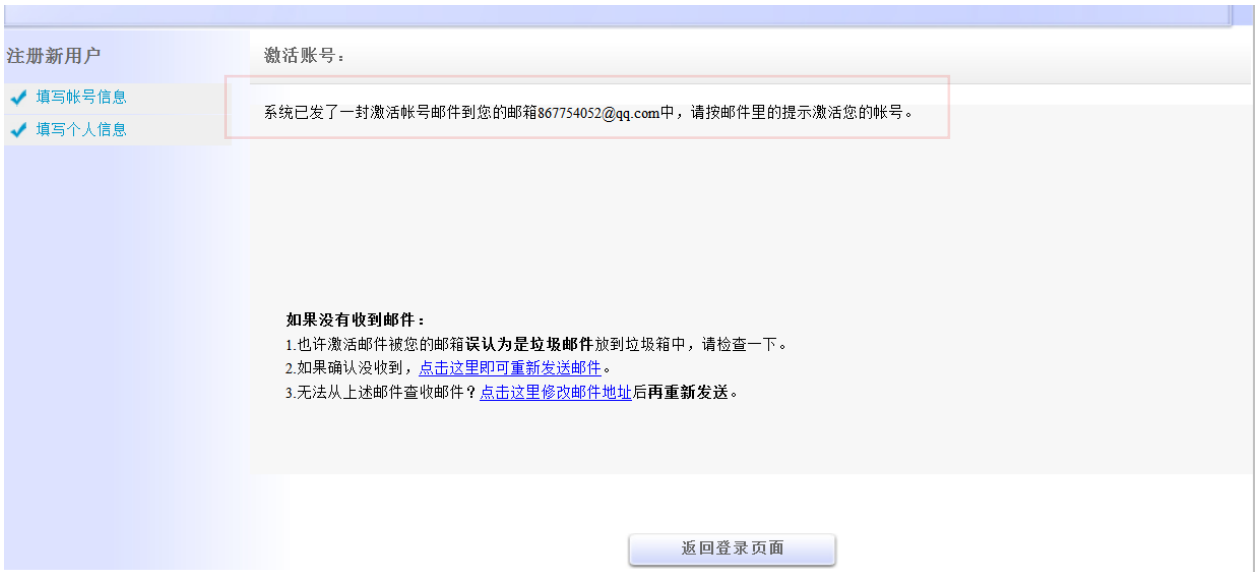 注册新用户
填写帐号信息
填写个人信息
激活账号：
系统已发了一封激活帐号邮件到您的邮箱867754052@qq.com中，请按邮件里的提示激活您的帐号。
如果没有收到邮件：
1.也许激活邮件被您的邮箱误认为是垃圾邮件放到垃圾箱中，请检查一下。
2.如果确认没收到，点击这里即可重新发送邮件。
3.无法从上述邮件查收邮件？点击这里修改邮件地址后再重新发送。
返回登录页面